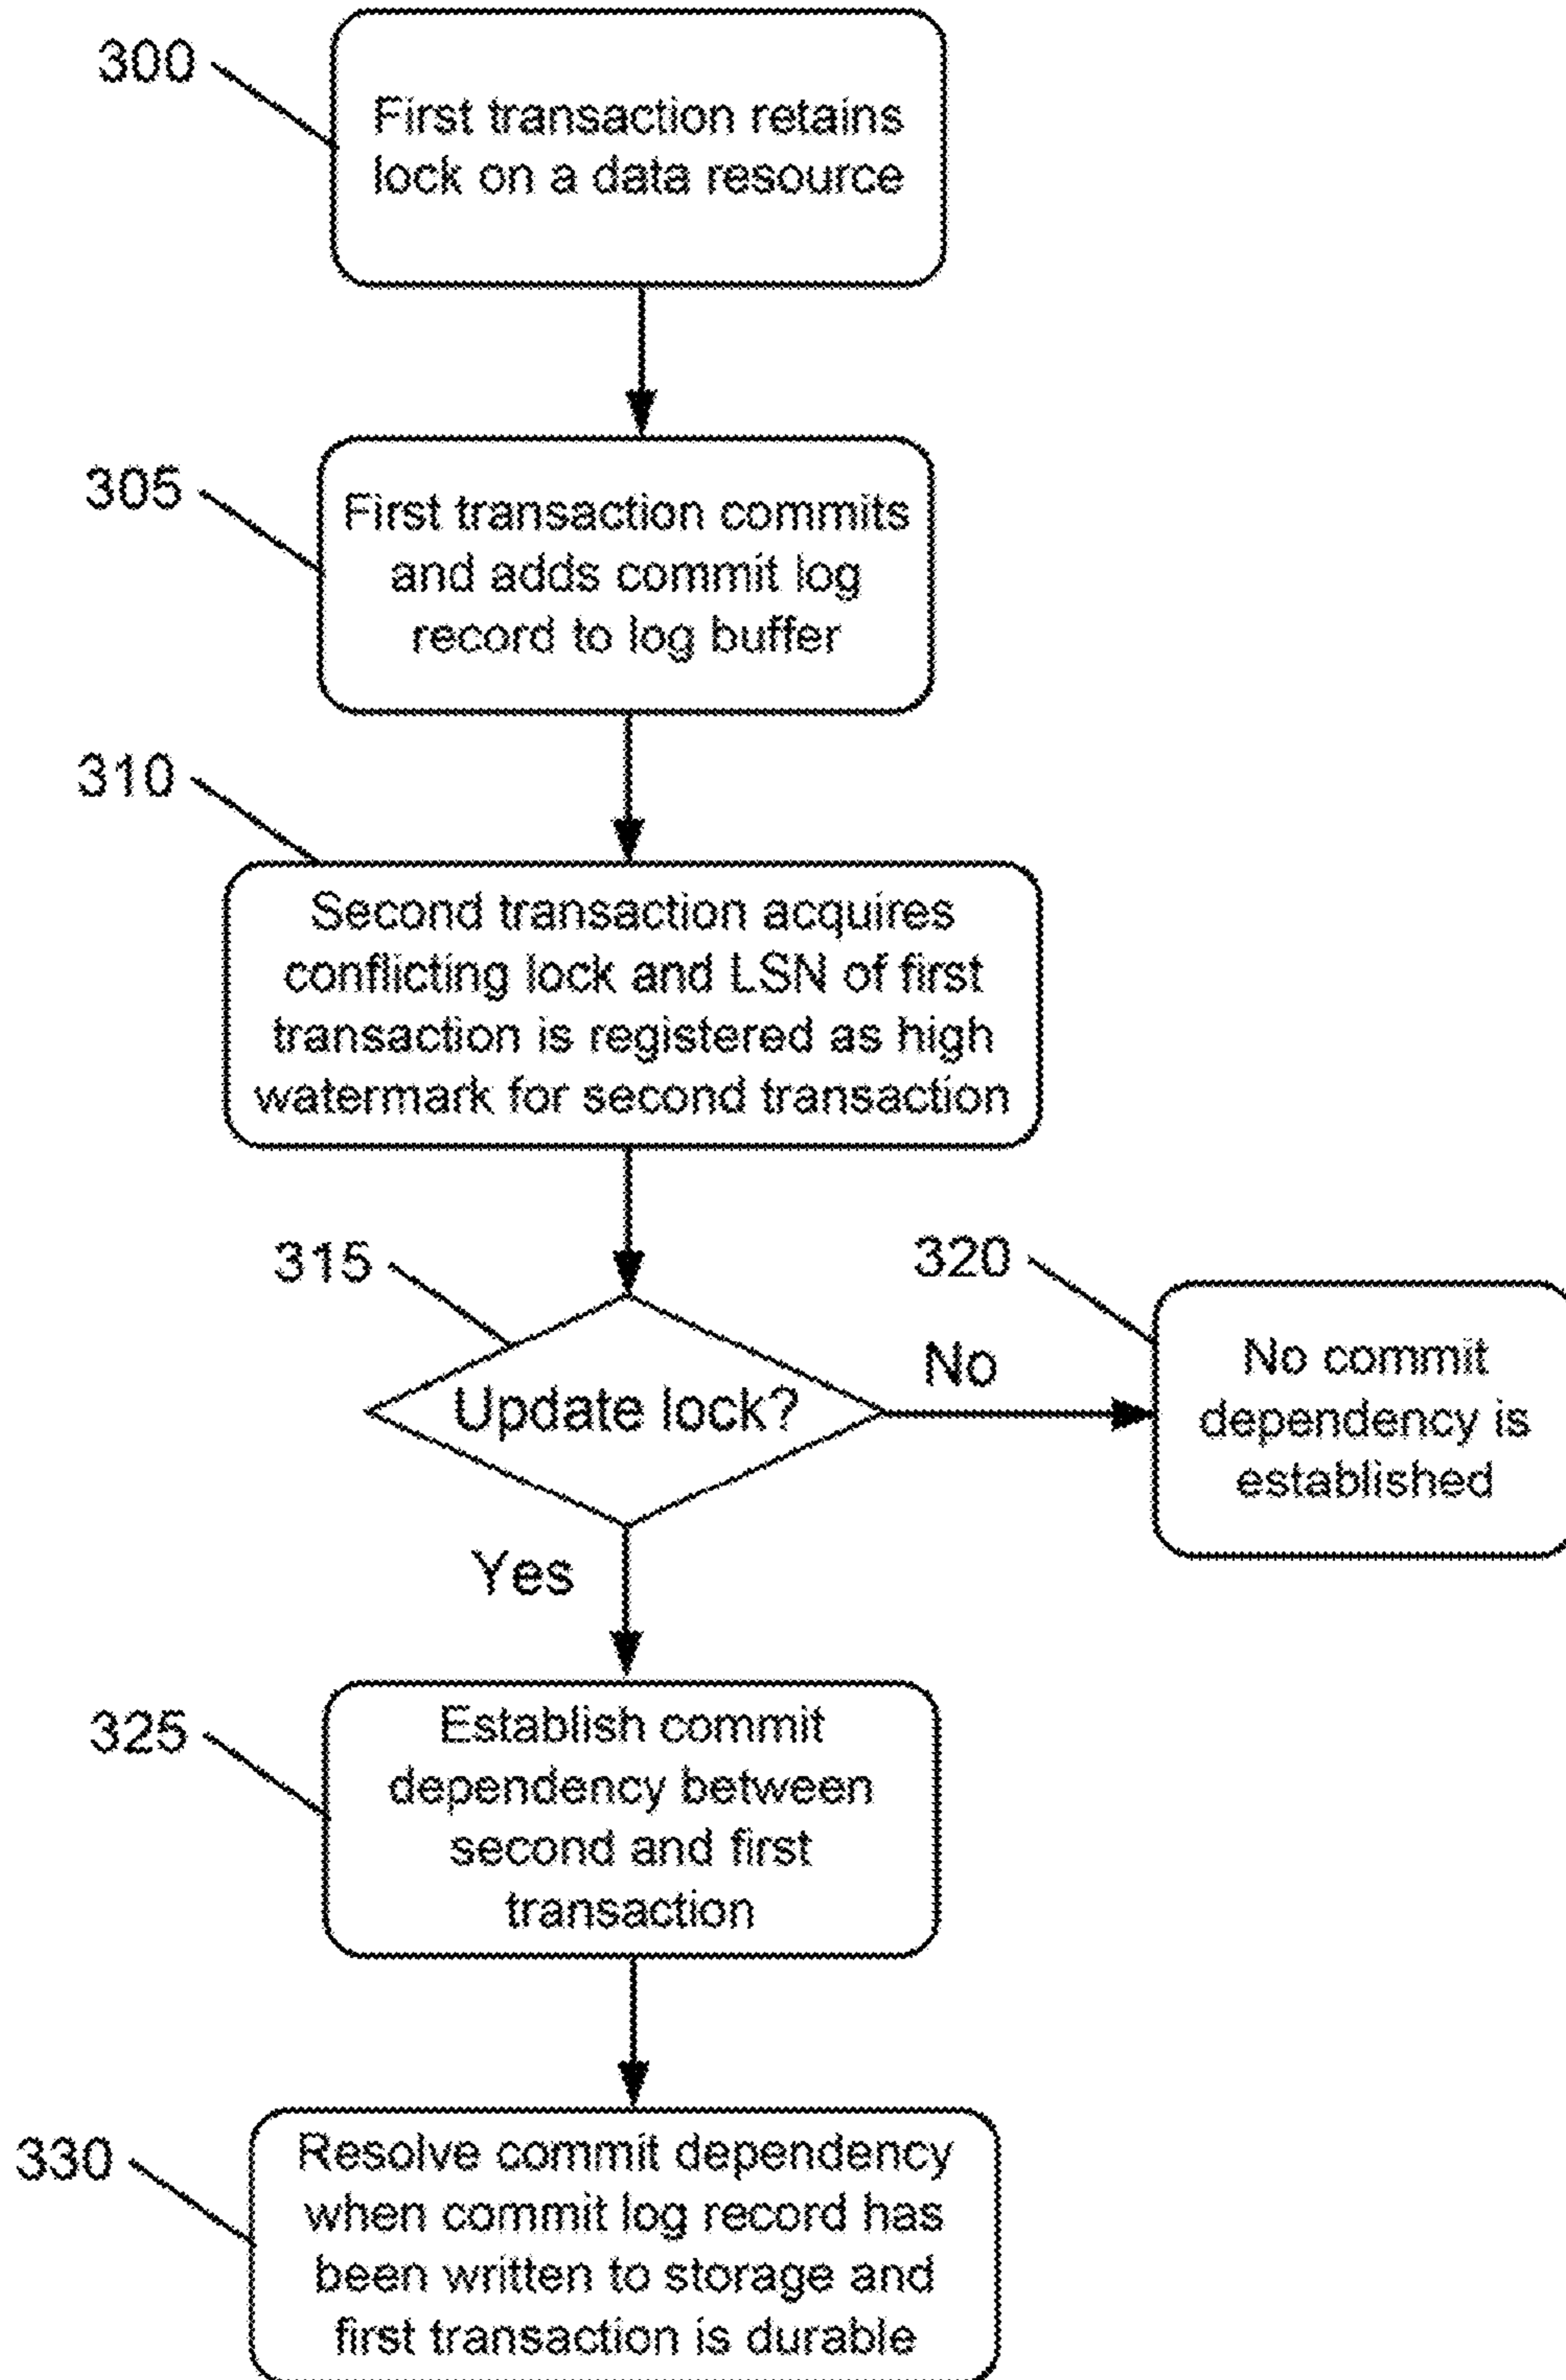 300
First transaction retains
lock on a data resource
305
First transaction commits
and adds commit log
record to log buffer
310
Second transaction acquires
conflicting lock and LSN of first
transaction is registered as high
watermark for second transaction
315
Update lock?
No
320
No commit
dependency is
established
Yes
325
Establish commit
dependency between
second and first
transaction
330
Resolve commit dependency
when commit log record has
been written to storage and
first transaction is durable